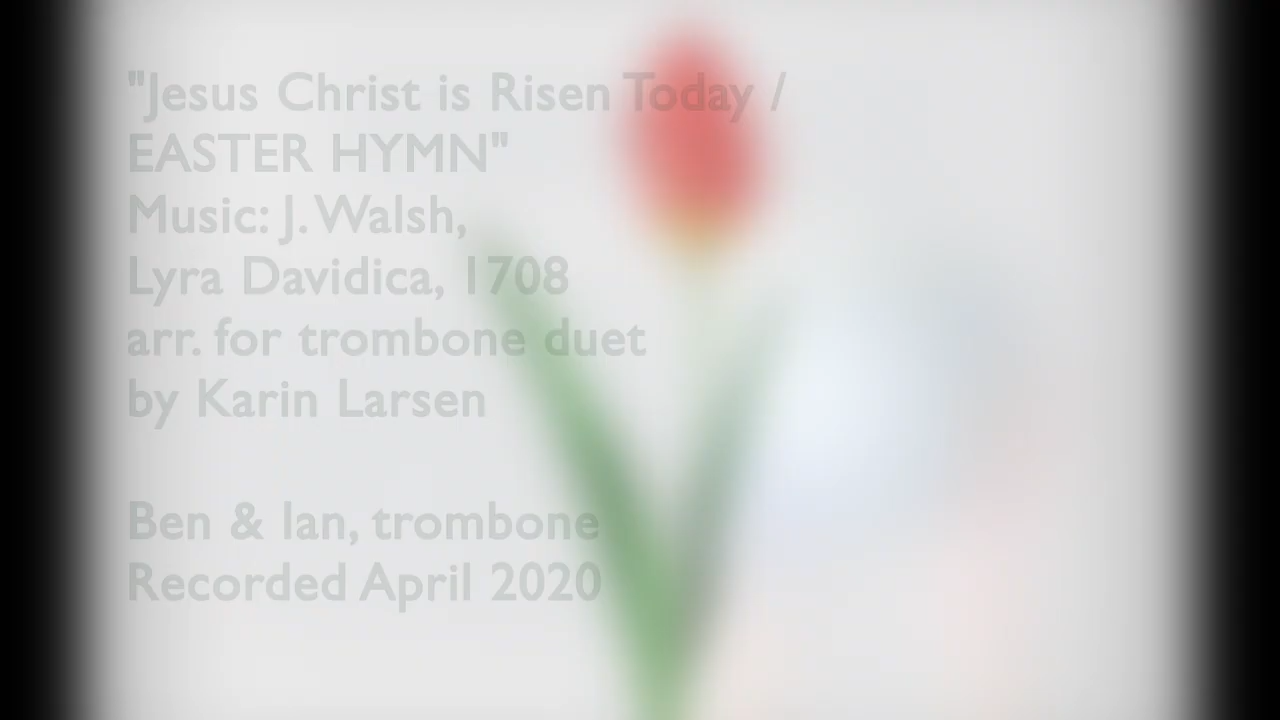 "Jesus Christ is Risen Today /
EASTER HYMN"
Music: J. Walsh,
Lyra Davidica, 1708
arr. for trombone duet
by Karin Larsen
Ben & Ian, trombone
Recorded April 2020